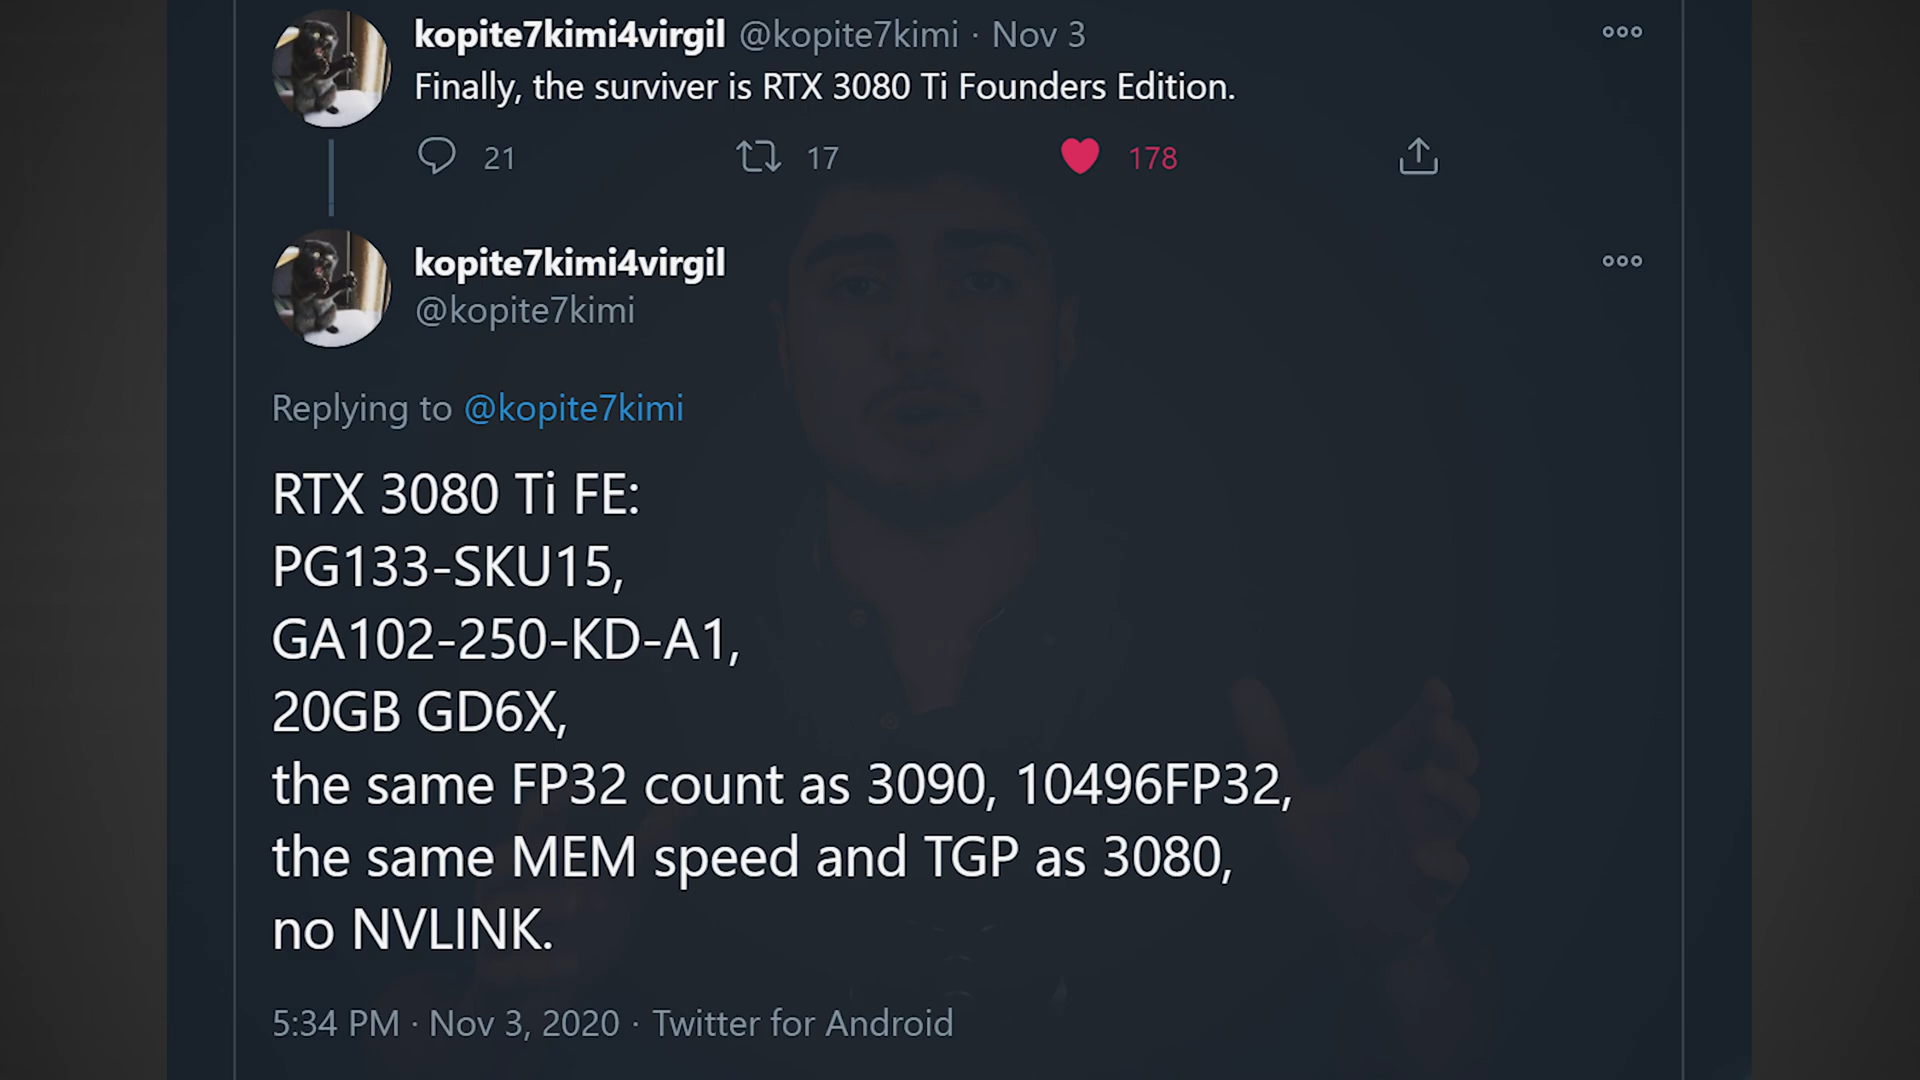 kopite7kimi4virgil @kopite7kimi · Nov 3
Finally, the surviver is RTX 3080 Ti Founders Edition.
21 17 178
kopite7kimi4virgil
@kopite7kimi
Replying to @kopite7kimi
RTX 3080 Ti FE:
PG133-SKU15,
GA102-250-KD-A1,
20GB GD6X,
the same FP32 count as 3090, 10496FP32,
the same MEM speed and TGP as 3080,
no NVLINK.
5:34 PM · Nov 3, 2020 · Twitter for Android